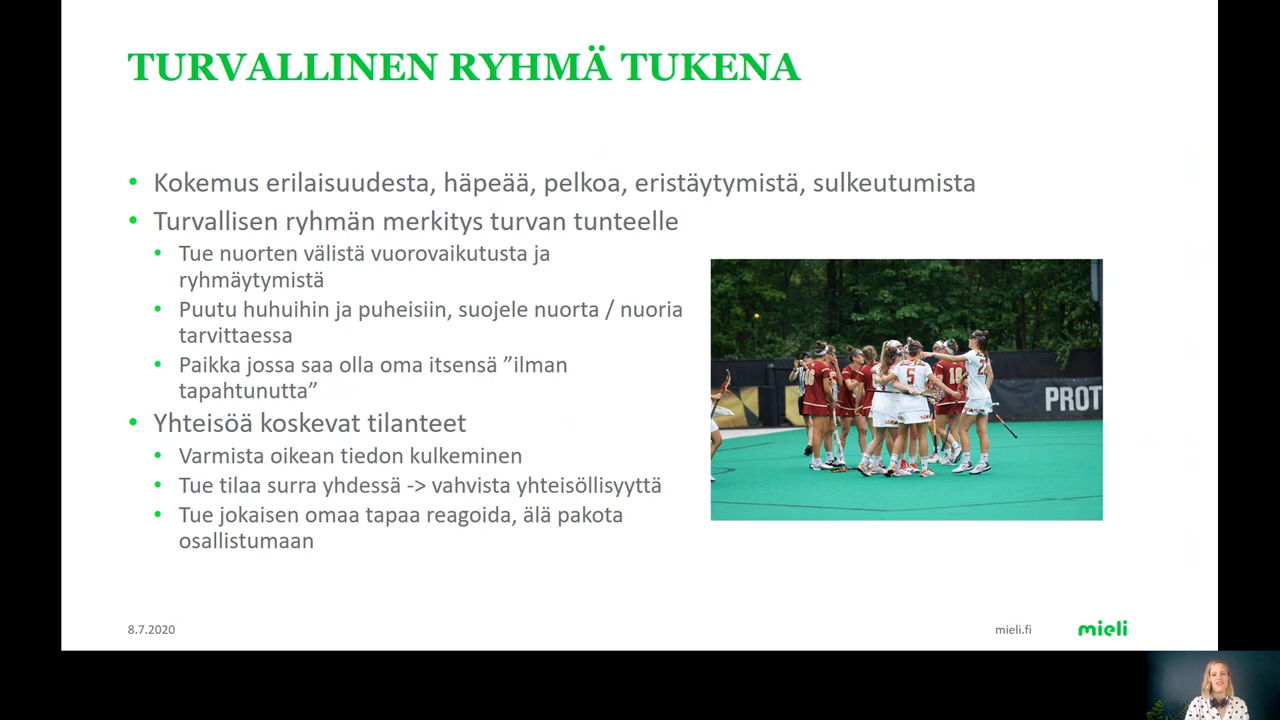 TURVALLINEN RYHMÄ TUKENA
• Kokemus erilaisuudesta, häpeää, pelkoa, eristäytymistä, sulkeutumista
• Turvallisen ryhmän merkitys turvan tunteelle
• Tue nuorten välistä vuorovaikutusta ja
ryhmäytymistä
• Puutu huhuihin ja puheisiin, suojele nuorta / nuoria
tarvittaessa
• Paikka jossa saa olla oma itsensä ”ilman
tapahtunutta”
• Yhteisöä koskevat tilanteet
• Varmista oikean tiedon kulkeminen
• Tue tilaa surra yhdessä -> vahvista yhteisöllisyyttä
• Tue jokaisen omaa tapaa reagoida, älä pakota
osallistumaan
PROT
5
8.7.2020
mieli.fi
mieli